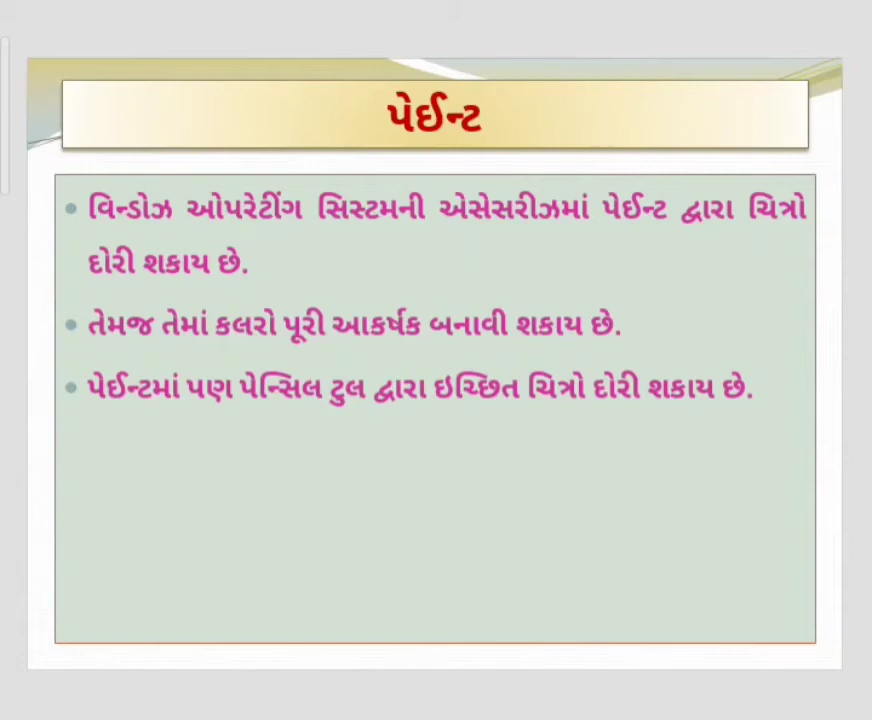 પેઈન્ટ
• વિન્ડોઝ ઓપરેટીંગ સિસ્ટમની એસેસરીઝમાં પેઈન્ટ દ્વારા ચિત્રો
દોરી શકાય છે.
• તેમજ તેમાં કલરો પૂરી આકર્ષક બનાવી શકાય છે.
• પેઈન્ટમાં પણ પેન્સિલ ટુલ દ્વારા ઇચ્છિત ચિત્રો દોરી શકાય છે.